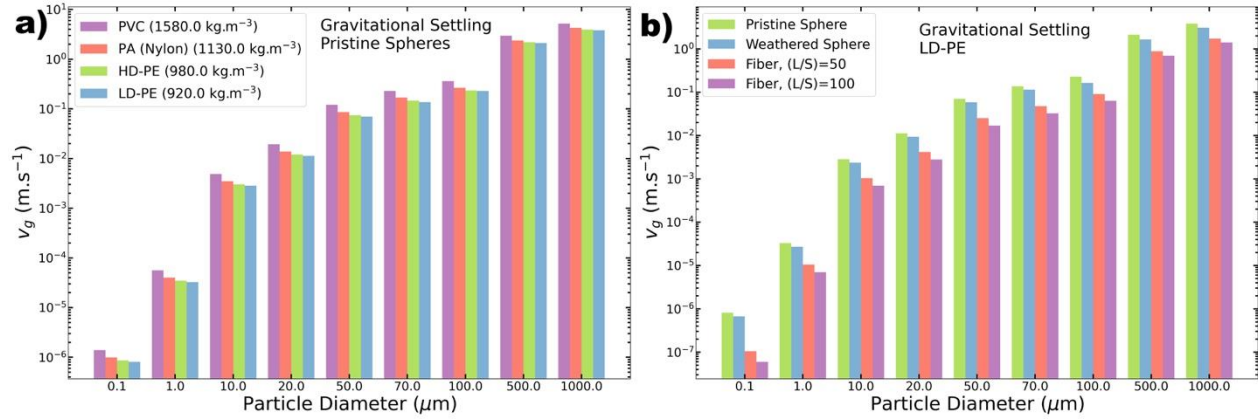 a)
PVC (1580.0 kg.m⁻³)
PA (Nylon) (1130.0 kg.m⁻³)
HD-PE (980.0 kg.m⁻³)
LD-PE (920.0 kg.m⁻³)
Gravitational Settling
Pristine Spheres
10¹
10⁰
10⁻¹
10⁻²
10⁻³
10⁻⁴
10⁻⁵
10⁻⁶
v_g (m.s⁻¹)
0.1 1.0 10.0 20.0 50.0 70.0 100.0 500.0 1000.0
Particle Diameter (μm)
b)
Pristine Sphere
Weathered Sphere
Fiber, (L/S)=50
Fiber, (L/S)=100
Gravitational Settling
LD-PE
10⁰
10⁻¹
10⁻²
10⁻³
10⁻⁴
10⁻⁵
10⁻⁶
10⁻⁷
v_g (m.s⁻¹)
0.1 1.0 10.0 20.0 50.0 70.0 100.0 500.0 1000.0
Particle Diameter (μm)